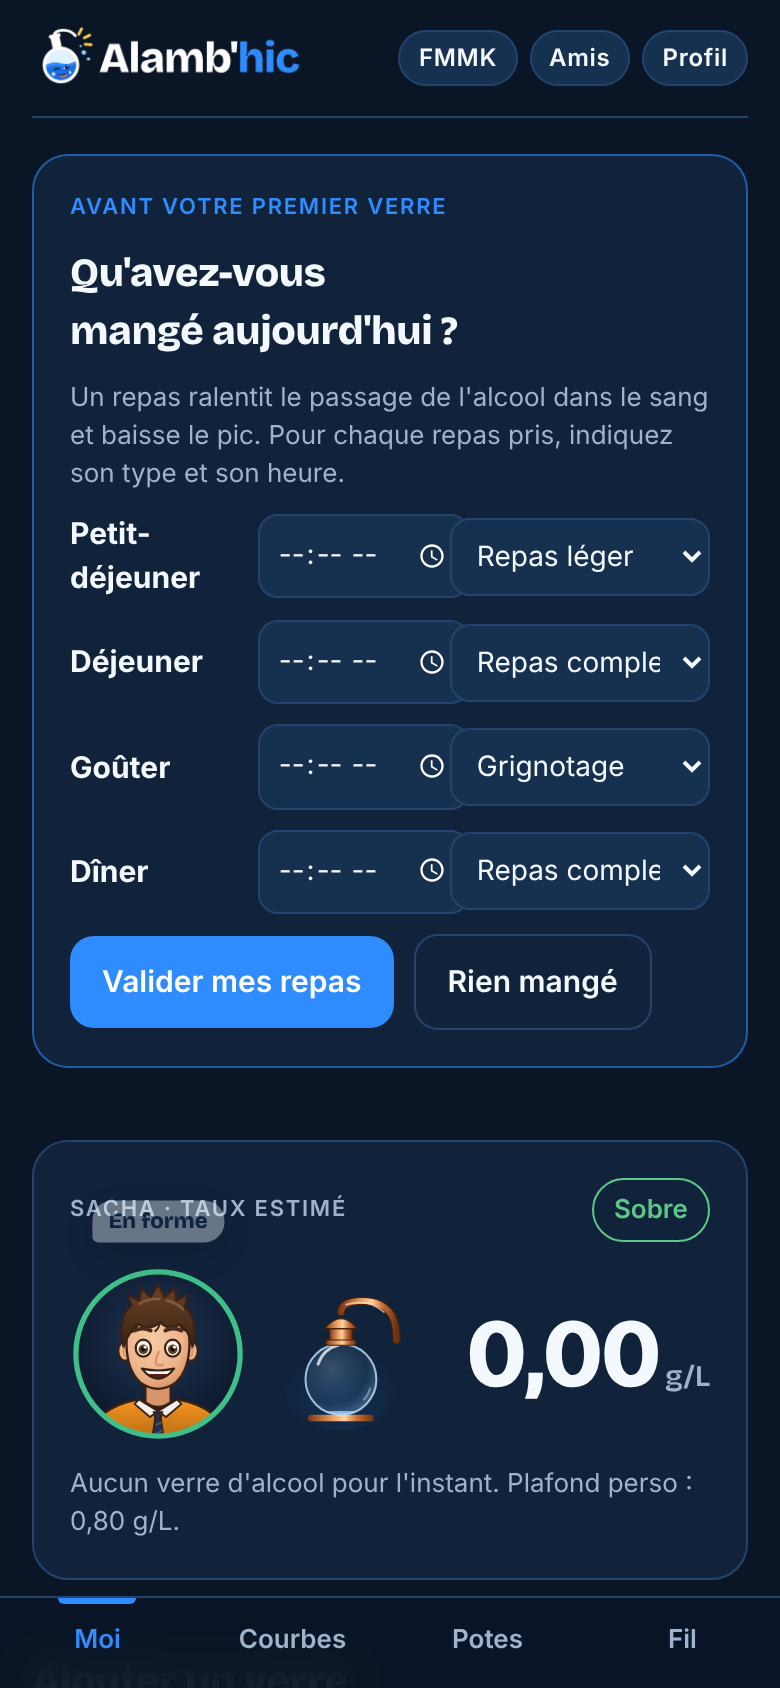 Alamb'hic
FMMK
Amis
Profil
AVANT VOTRE PREMIER VERRE
Qu'avez-vous
mangé aujourd'hui ?
Un repas ralentit le passage de l'alcool dans le sang
et baisse le pic. Pour chaque repas pris, indiquez
son type et son heure.
Petit-
déjeuner
--:-- --
Repas léger
Déjeuner
--:-- --
Repas comple
Goûter
--:-- --
Grignotage
Dîner
--:-- --
Repas comple
Valider mes repas
Rien mangé
SACHA · TAUX ESTIMÉ
En forme
Sobre
0,00 g/L
Aucun verre d'alcool pour l'instant. Plafond perso :
0,80 g/L.
Moi
Courbes
Potes
Fil
Ajouter un verre